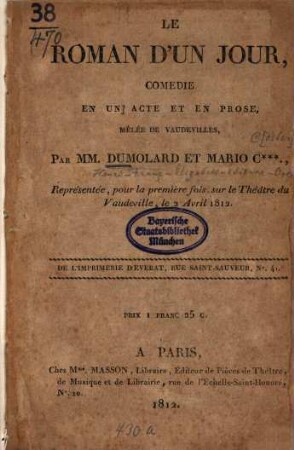 38
470
LE
ROMAN D'UN JOUR,
COMEDIE
EN UN ACTE ET EN PROSE,
MÊLÉE DE VAUDEVILLES,
PAR MM. DUMOLARD ET MARIO C***.,
Représentée, pour la première fois, sur le Théâtre du
Vaudeville, le 2 Avril 1812.
Bayerische
Staatsbibliothek
München
DE L'IMPRIMERIE D'EVERAT, RUE SAINT-SAUVEUR, N°. 41.
PRIX 1 FRANC 25 C.
A PARIS,
Chez Mme. MASSON, Libraire, Editeur de Pièces de Théâtre,
de Musique et de Librairie, rue de l'Echelle-Saint-Honoré,
N°. 10.
1812.
430 a